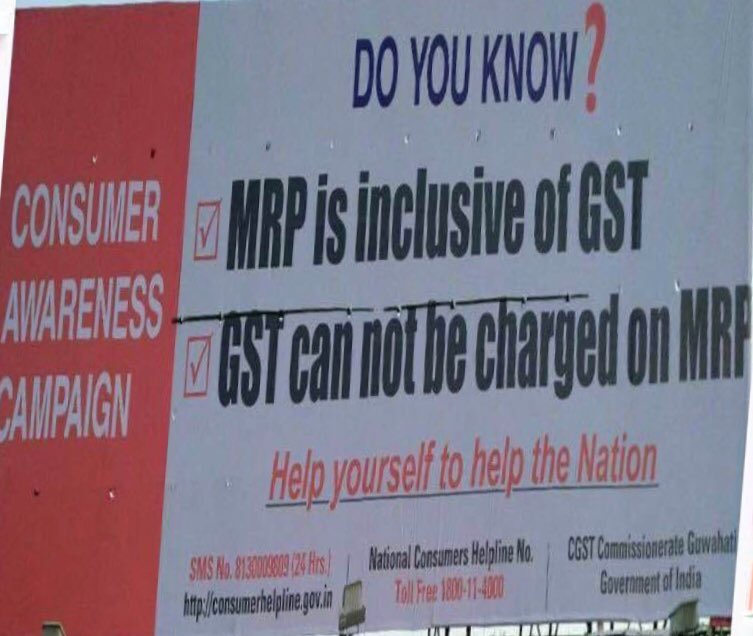 CONSUMER
AWARENESS
CAMPAIGN
DO YOU KNOW?
MRP is inclusive of GST
GST can not be charged on MRP
Help yourself to help the Nation
SMS No. 8130009809 (24 Hrs.)
http://consumerhelpline.gov.in
National Consumers Helpline No.
Toll Free 1800-11-4000
CGST Commissionerate Guwahati
Government of India